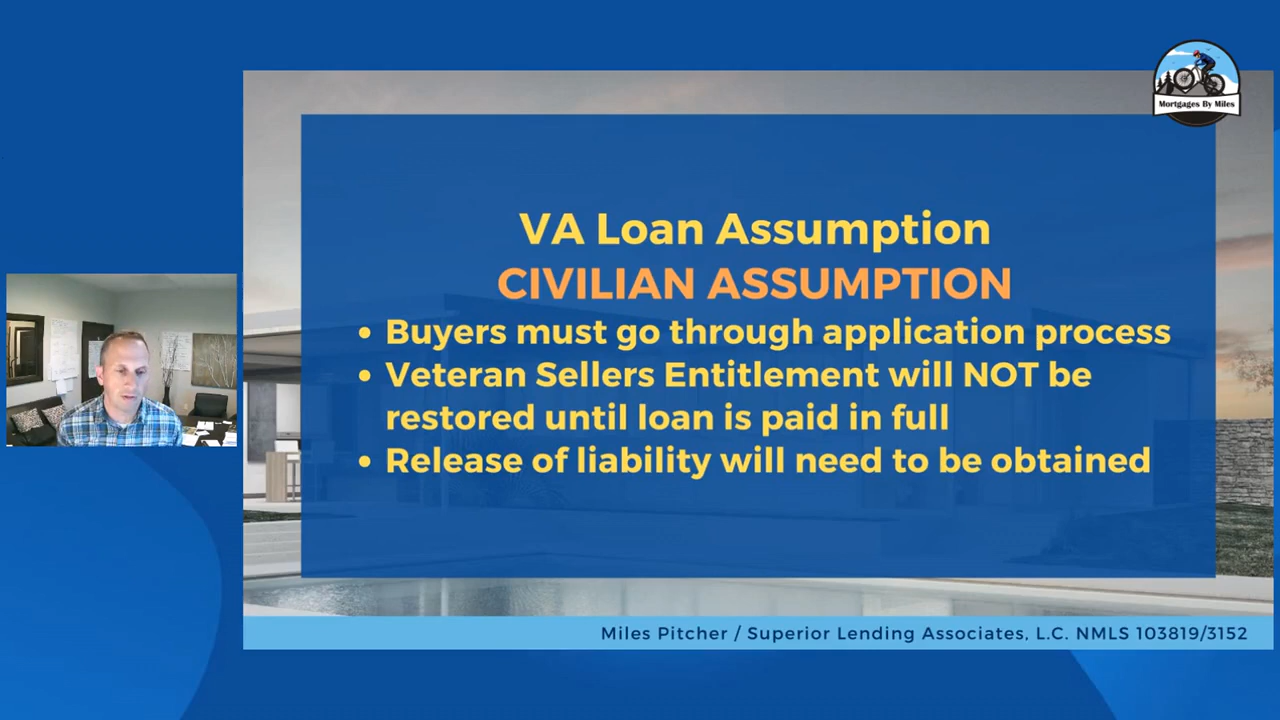 Mortgages By Miles
VA Loan Assumption
CIVILIAN ASSUMPTION
• Buyers must go through application process
• Veteran Sellers Entitlement will NOT be
restored until loan is paid in full
• Release of liability will need to be obtained
Miles Pitcher / Superior Lending Associates, L.C. NMLS 103819/3152